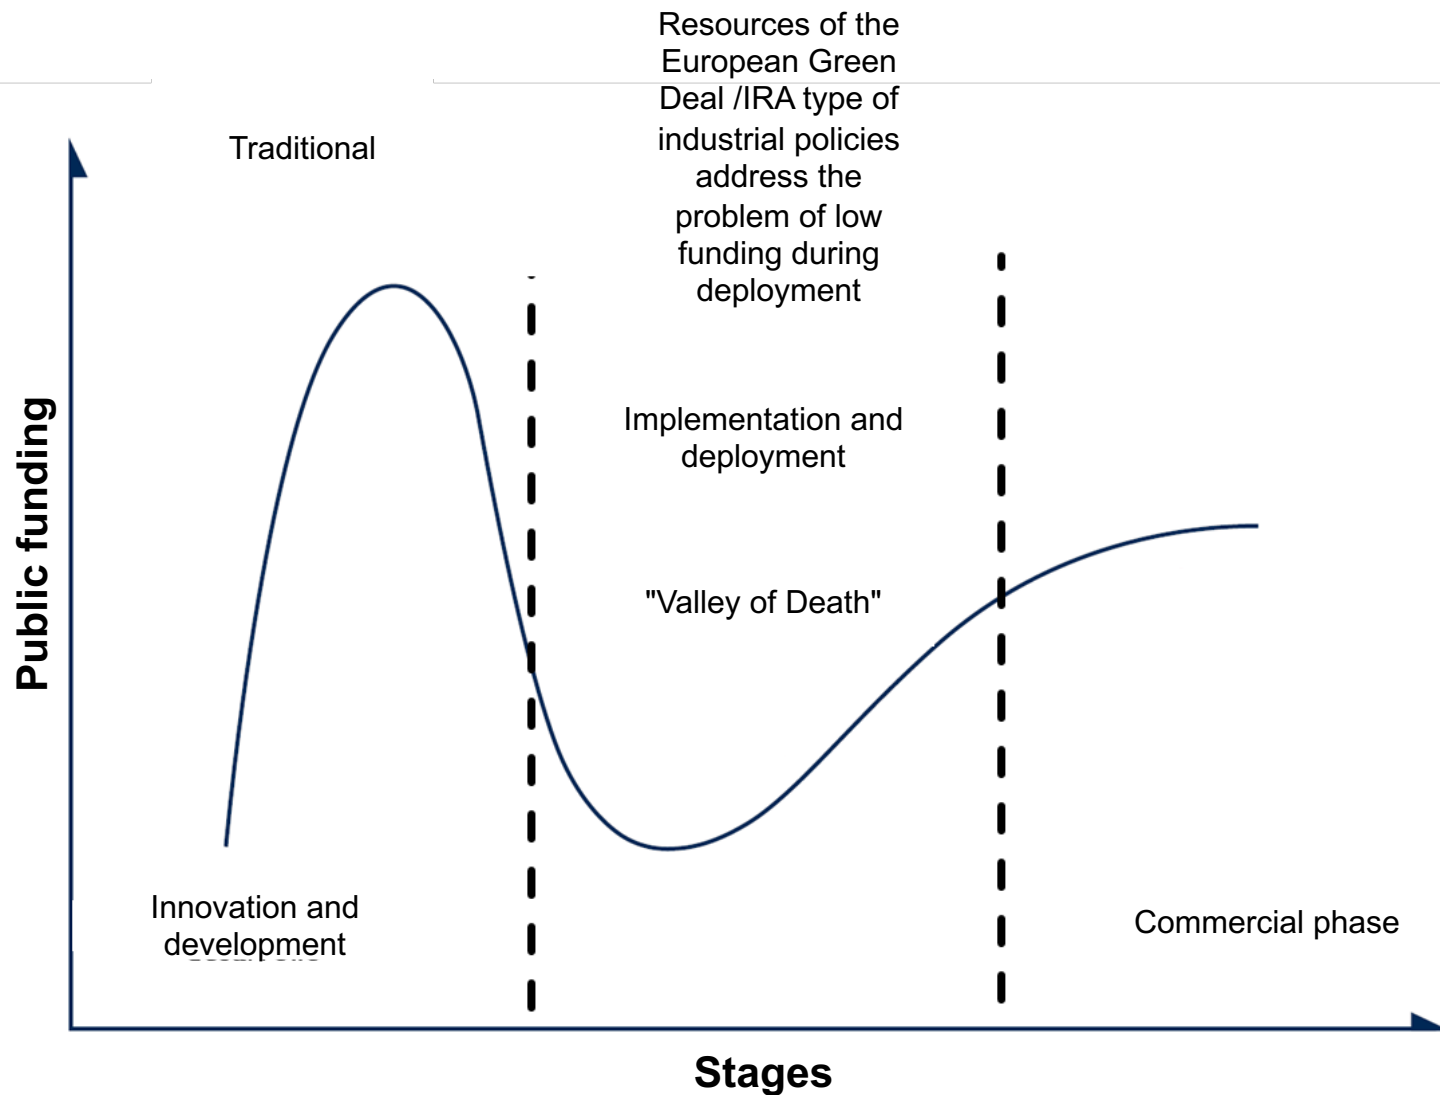 Resources of the
European Green
Deal /IRA type of
industrial policies
address the
problem of low
funding during
deployment
Traditional
Implementation and
deployment
"Valley of Death"
Public funding
Innovation and
development
Commercial phase
Stages